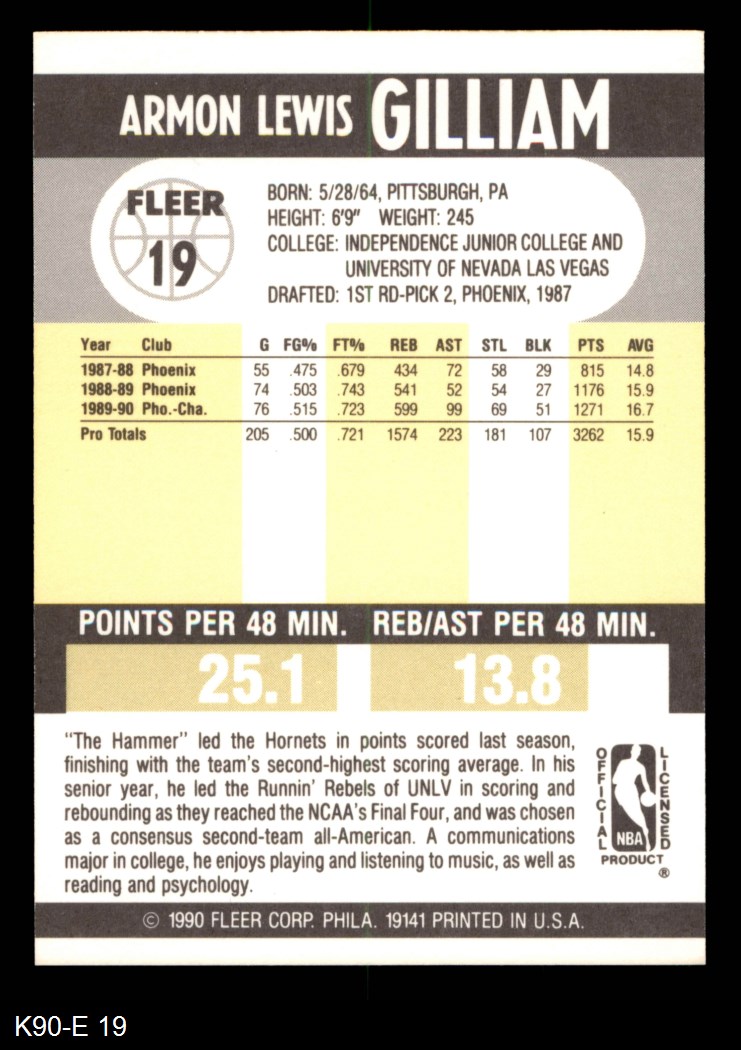 ARMON LEWIS GILLIAM
FLEER
19
BORN: 5/28/64, PITTSBURGH, PA
HEIGHT: 6'9" WEIGHT: 245
COLLEGE: INDEPENDENCE JUNIOR COLLEGE AND
UNIVERSITY OF NEVADA LAS VEGAS
DRAFTED: 1ST RD-PICK 2, PHOENIX, 1987
Year Club G FG% FT% REB AST STL BLK PTS AVG
1987-88 Phoenix 55 .475 .679 434 72 58 29 815 14.8
1988-89 Phoenix 74 .503 .743 541 52 54 27 1176 15.9
1989-90 Pho.-Cha. 76 .515 .723 599 99 69 51 1271 16.7
Pro Totals 205 .500 .721 1574 223 181 107 3262 15.9
POINTS PER 48 MIN. REB/AST PER 48 MIN.
25.1 13.8
"The Hammer" led the Hornets in points scored last season,
finishing with the team's second-highest scoring average. In his
senior year, he led the Runnin' Rebels of UNLV in scoring and
rebounding as they reached the NCAA's Final Four, and was chosen
as a consensus second-team all-American. A communications
major in college, he enjoys playing and listening to music, as well as
reading and psychology.
OFFICIAL
LICENSED
NBA
PRODUCT
®
© 1990 FLEER CORP. PHILA. 19141 PRINTED IN U.S.A.
K90-E 19